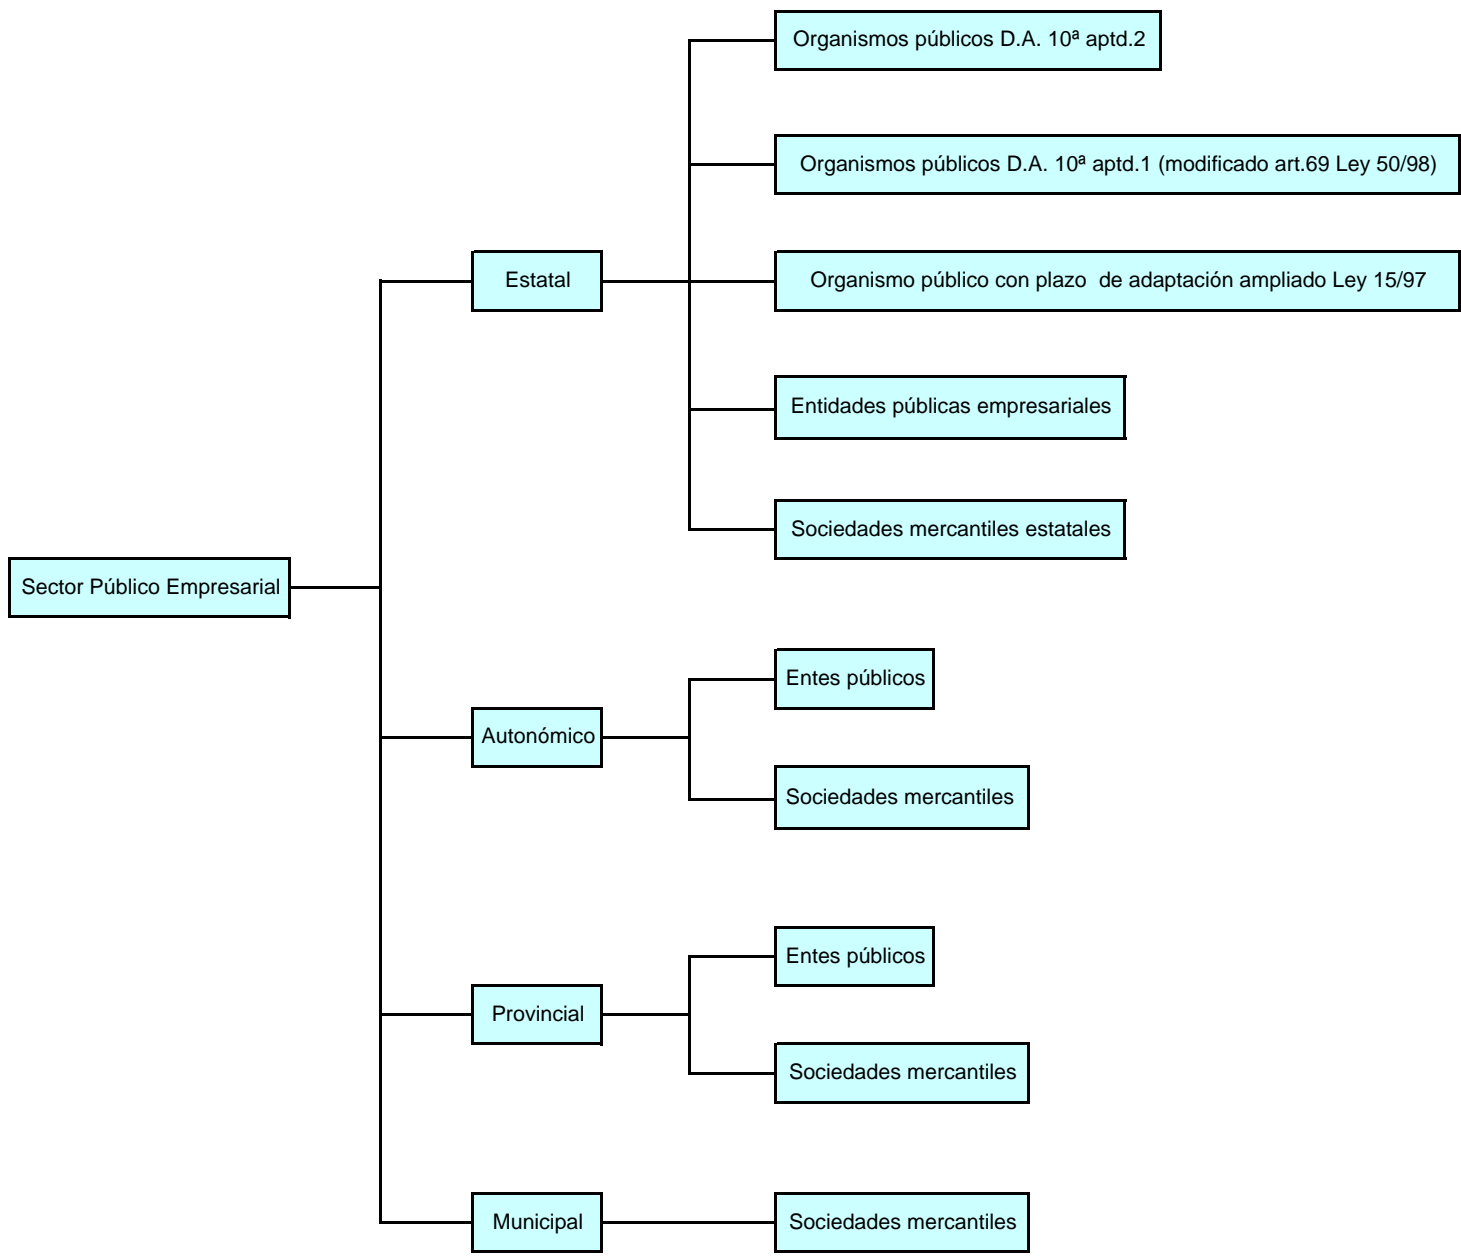 Organismos públicos D.A. 10ª aptd.2
Organismos públicos D.A. 10ª aptd.1 (modificado art.69 Ley 50/98)
Estatal
Organismo público con plazo  de adaptación ampliado Ley 15/97
Entidades públicas empresariales
Sociedades mercantiles estatales
Sector Público Empresarial
Entes públicos
Autonómico
Sociedades mercantiles
Entes públicos
Provincial
Sociedades mercantiles
Municipal
Sociedades mercantiles